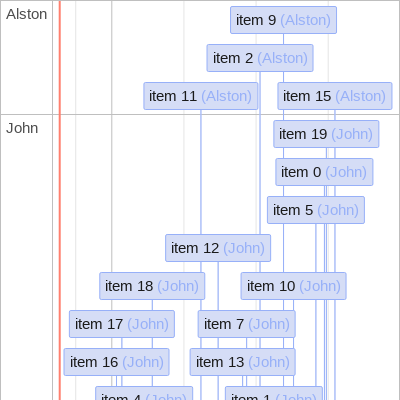 Alston
item 9 (Alston)
item 2 (Alston)
item 11 (Alston)
item 15 (Alston)
John
item 19 (John)
item 0 (John)
item 5 (John)
item 12 (John)
item 18 (John)
item 10 (John)
item 17 (John)
item 7 (John)
item 16 (John)
item 13 (John)
item 4 (John)
item 1 (John)